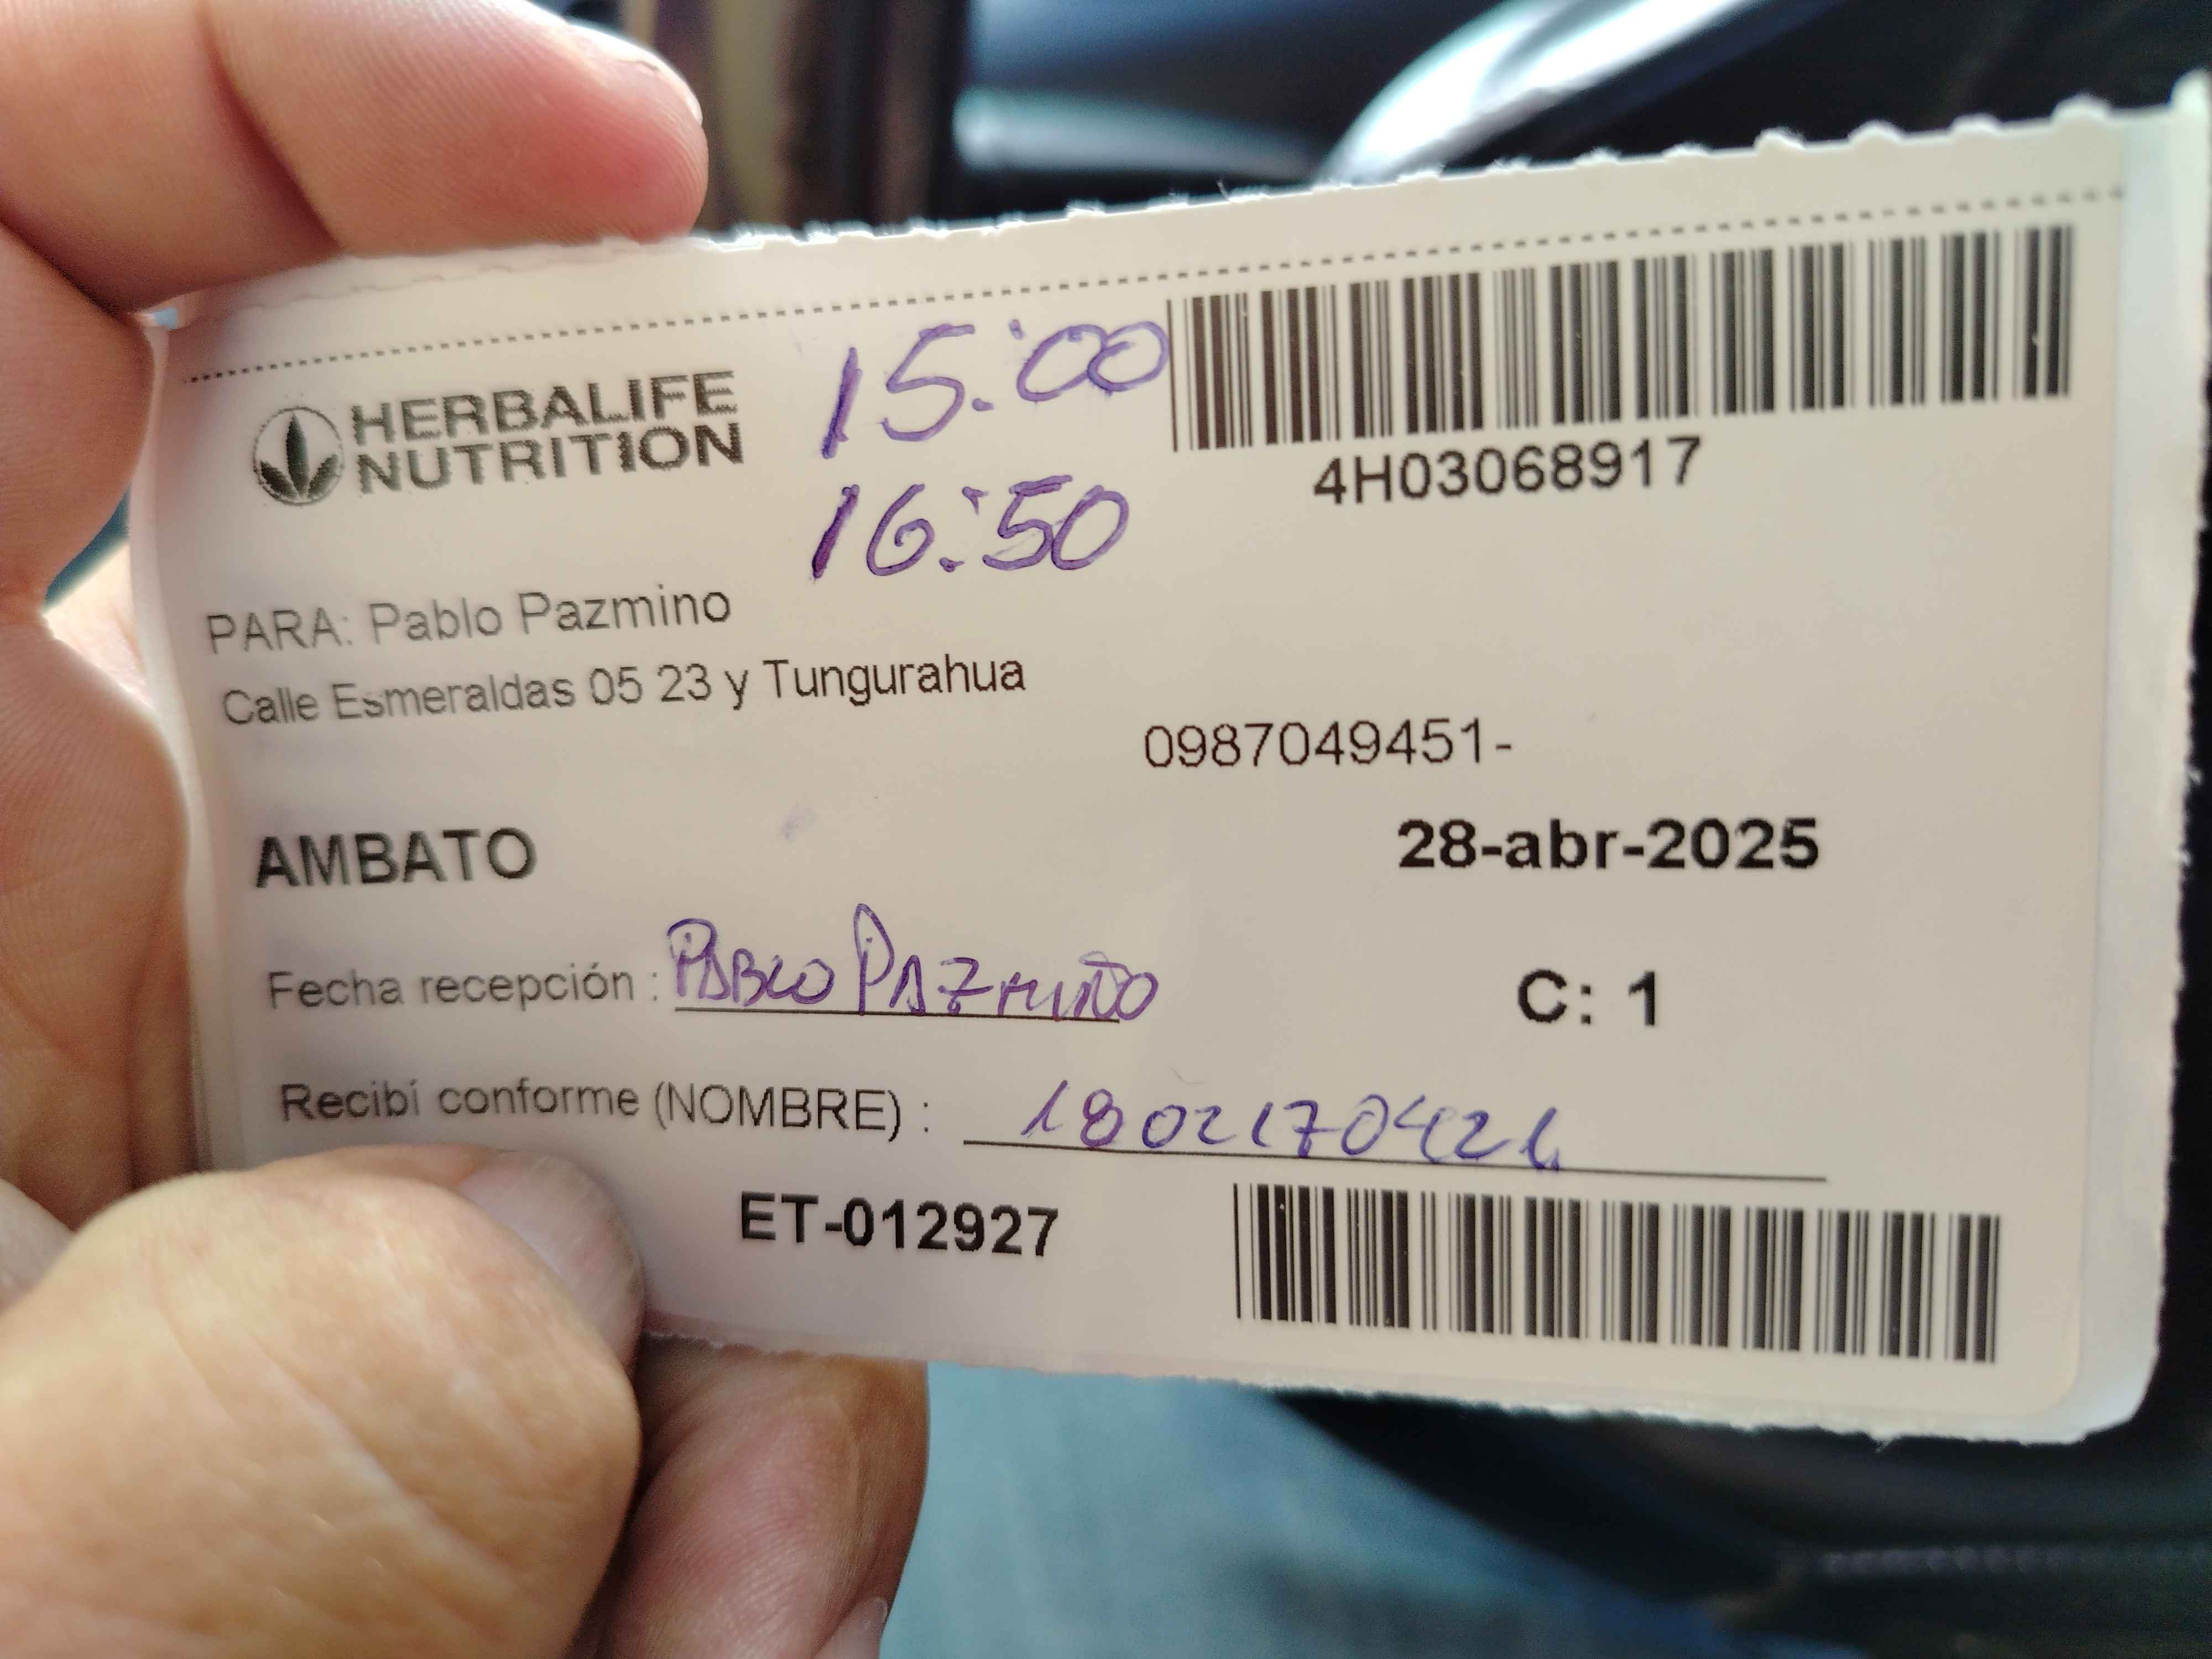 HERBALIFE
NUTRITION
15:00
16:50
4H03068917
PARA: Pablo Pazmino
Calle Esmeraldas 05 23 y Tungurahua
0987049451-
AMBATO
28-abr-2025
Fecha recepción : PABLO PAZMIÑO
C: 1
Recibí conforme (NOMBRE) :
ET-012927